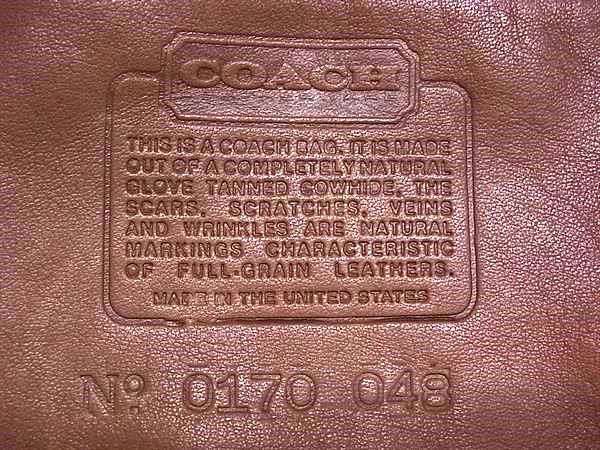 COACH
THIS IS A COACH BAG. IT IS MADE
OUT OF A COMPLETELY NATURAL
GLOVE TANNED COWHIDE. THE
SCARS, SCRATCHES, VEINS
AND WRINKLES ARE NATURAL
MARKINGS CHARACTERISTIC
OF FULL-GRAIN LEATHERS.
MADE IN THE UNITED STATES
Nº 0170 048